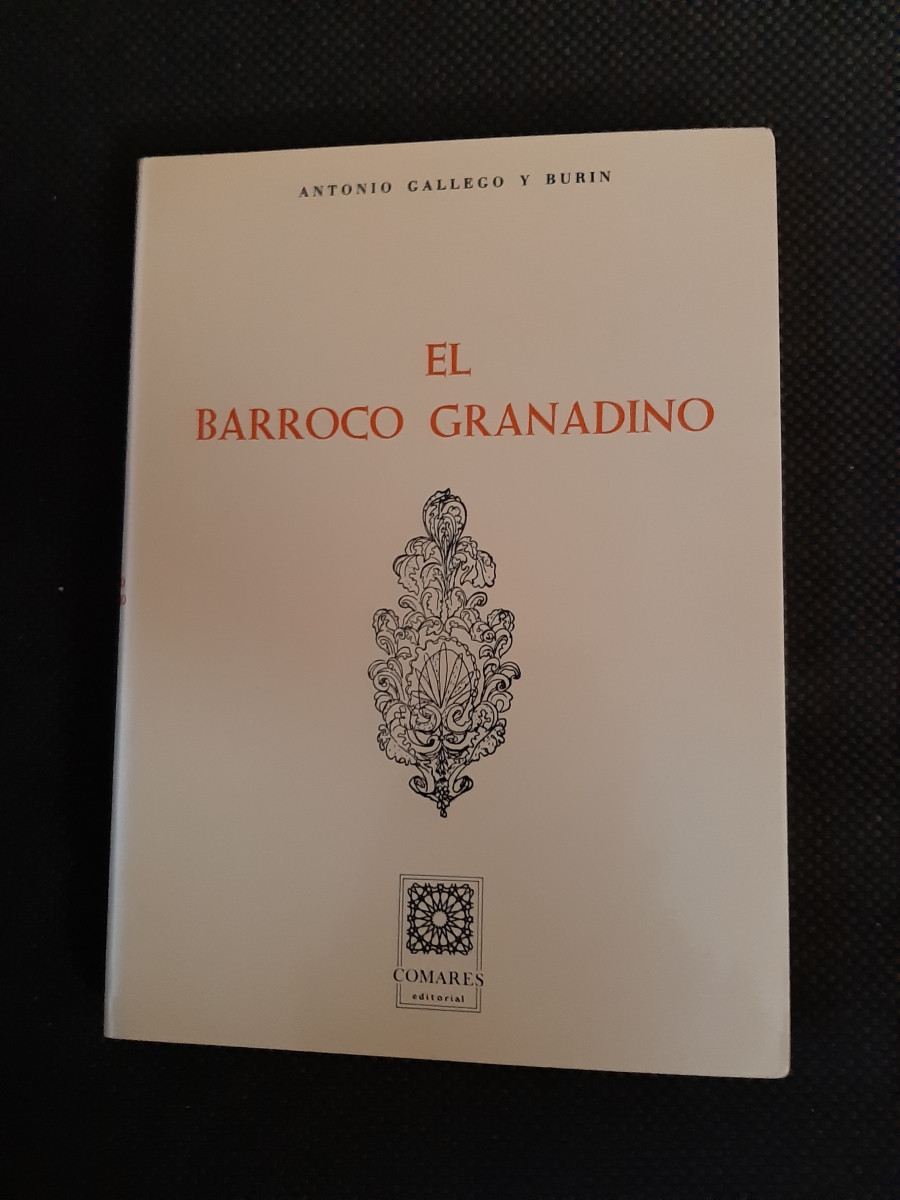 ANTONIO GALLEGO Y BURIN
EL
BARROCO GRANADINO
COMARES
editorial